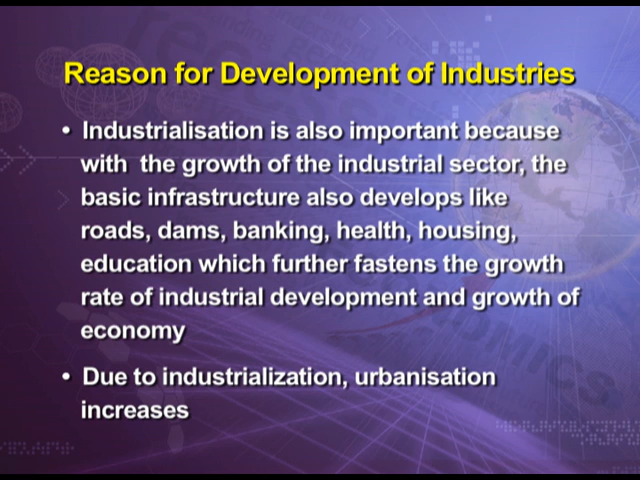 Reason for Development of Industries
• Industrialisation is also important because
with the growth of the industrial sector, the
basic infrastructure also develops like
roads, dams, banking, health, housing,
education which further fastens the growth
rate of industrial development and growth of
economy
• Due to industrialization, urbanisation
increases